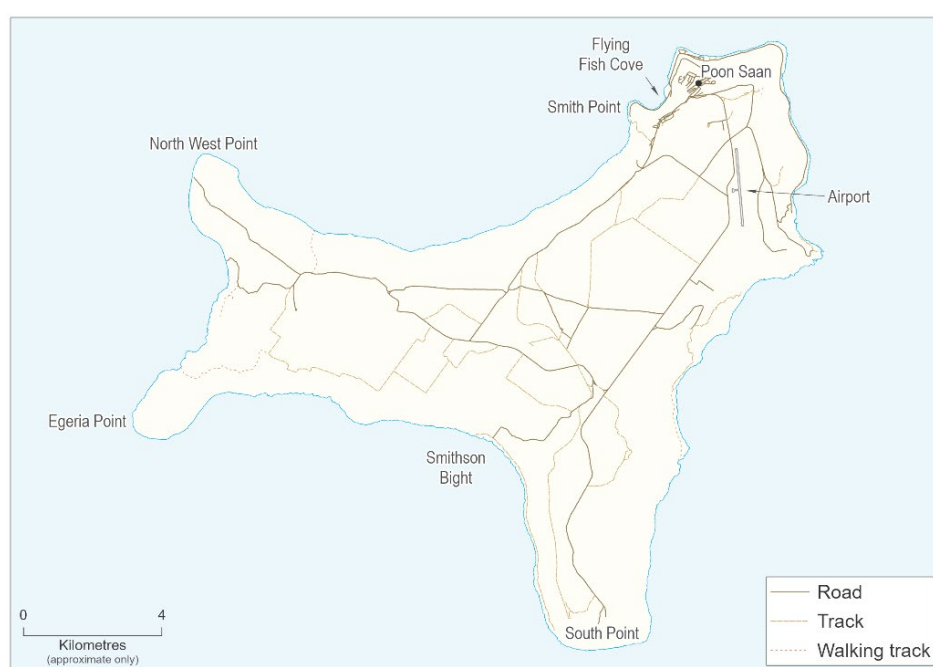 Flying
Fish Cove
Poon Saan
Smith Point
North West Point
Airport
Egeria Point
Smithson
Bight
South Point
0 4
Kilometres
(approximate only)
Road
Track
Walking track